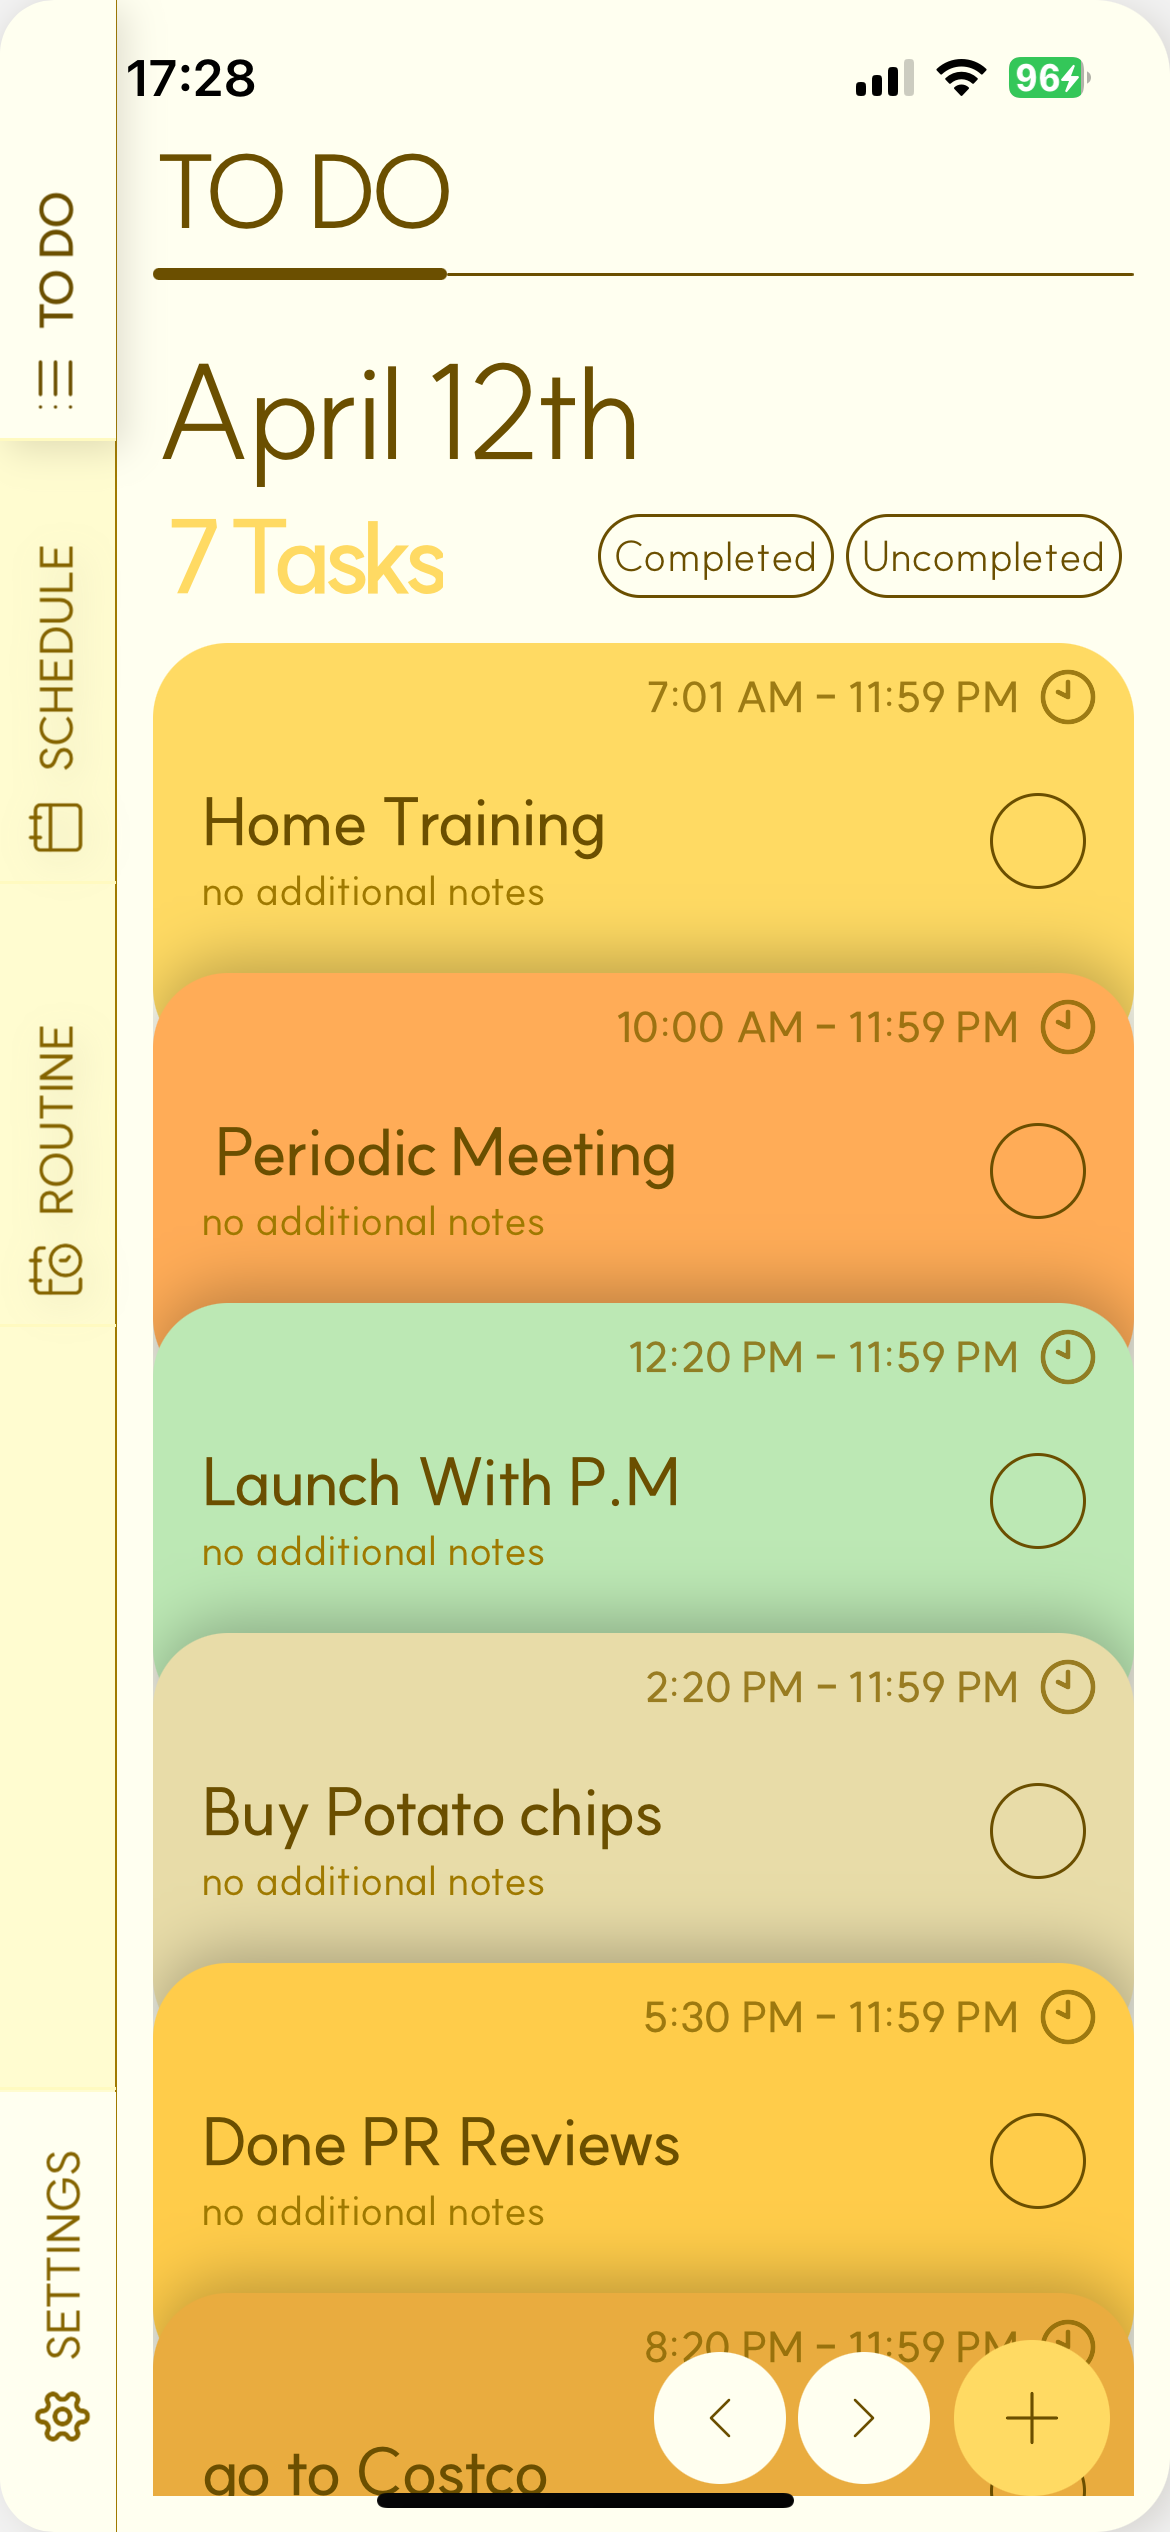 17:28
96
TO DO
TO DO
April 12th
7 Tasks
Completed
Uncompleted
SCHEDULE
7:01 AM - 11:59 PM
Home Training
no additional notes
10:00 AM - 11:59 PM
Periodic Meeting
no additional notes
ROUTINE
12:20 PM - 11:59 PM
Launch With P.M
no additional notes
2:20 PM - 11:59 PM
Buy Potato chips
no additional notes
5:30 PM - 11:59 PM
Done PR Reviews
no additional notes
8:20 PM - 11:59 PM
go to Costco
SETTINGS